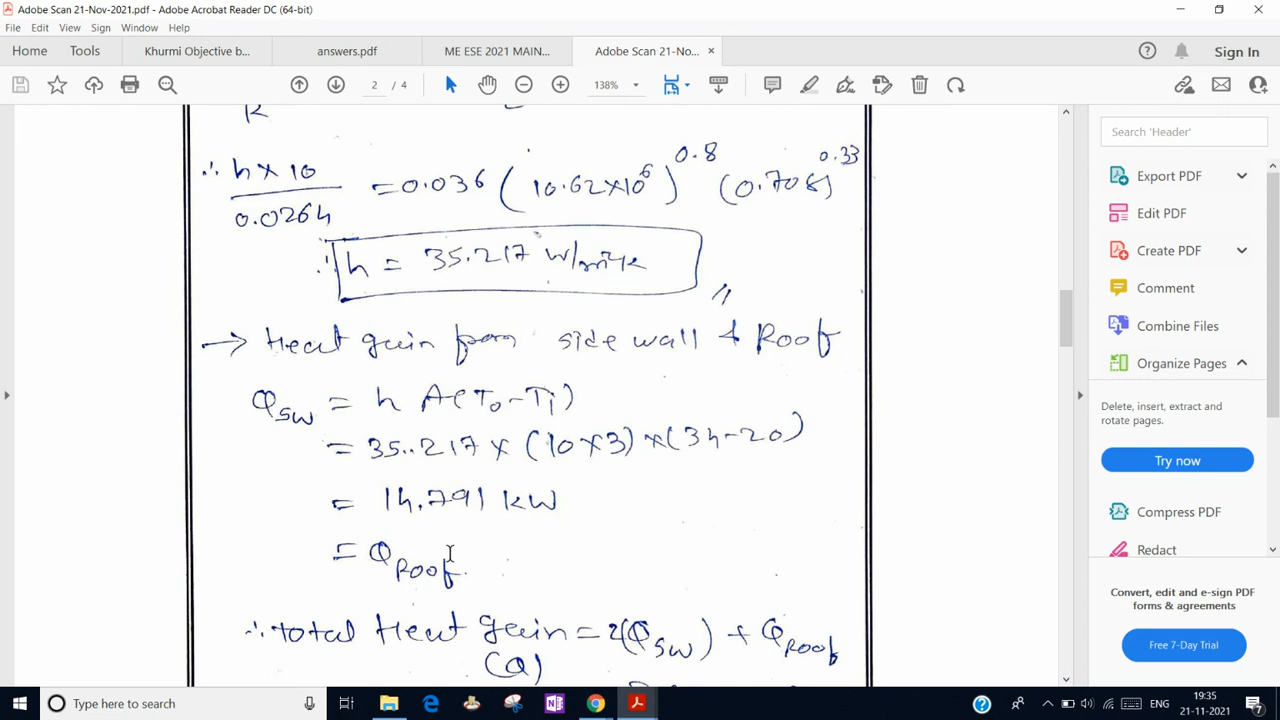 Adobe Scan 21-Nov-2021.pdf - Adobe Acrobat Reader DC (64-bit)
File Edit View Sign Window Help
Home Tools Khurmi Objective b... answers.pdf ME ESE 2021 MAIN... Adobe Scan 21-No... × Sign In
2 / 4 138%
k
∴ h×10 / 0.0264 = 0.036 (10.62×10^6)^0.8 (0.708)^0.33
∴ h = 35.217 W/m²k
→ Heat gain from side wall & Roof
Q_SW = h A(To-Ti)
= 35.217 × (10×3) × (34-20)
= 14.791 kW
= Q_Roof
∴ Total Heat gain = 2(Q_SW) + Q_Roof
(Q)
Search 'Header'
Export PDF
Edit PDF
Create PDF
Comment
Combine Files
Organize Pages
Delete, insert, extract and
rotate pages.
Try now
Compress PDF
Redact
Convert, edit and e-sign PDF
forms & agreements
Free 7-Day Trial
Type here to search
ENG
19:35
21-11-2021
7